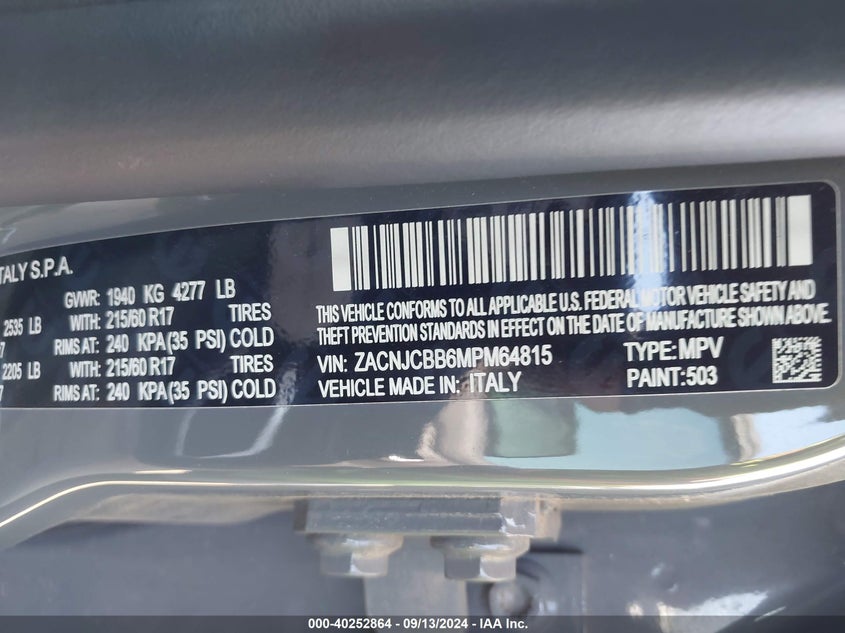 ITALY S.P.A.
GVWR: 1940 KG 4277 LB
2535 LB WITH: 215/60 R17 TIRES
7 RIMS AT: 240 KPA(35 PSI) COLD
2205 LB WITH: 215/60 R17 TIRES
7 RIMS AT: 240 KPA(35 PSI) COLD
THIS VEHICLE CONFORMS TO ALL APPLICABLE U.S. FEDERAL MOTOR VEHICLE SAFETY AND
THEFT PREVENTION STANDARDS IN EFFECT ON THE DATE OF MANUFACTURE SHOWN ABOVE.
VIN: ZACNJCBB6MPM64815 TYPE: MPV
VEHICLE MADE IN: ITALY PAINT: 503
000-40252864 - 09/13/2024 - IAA Inc.